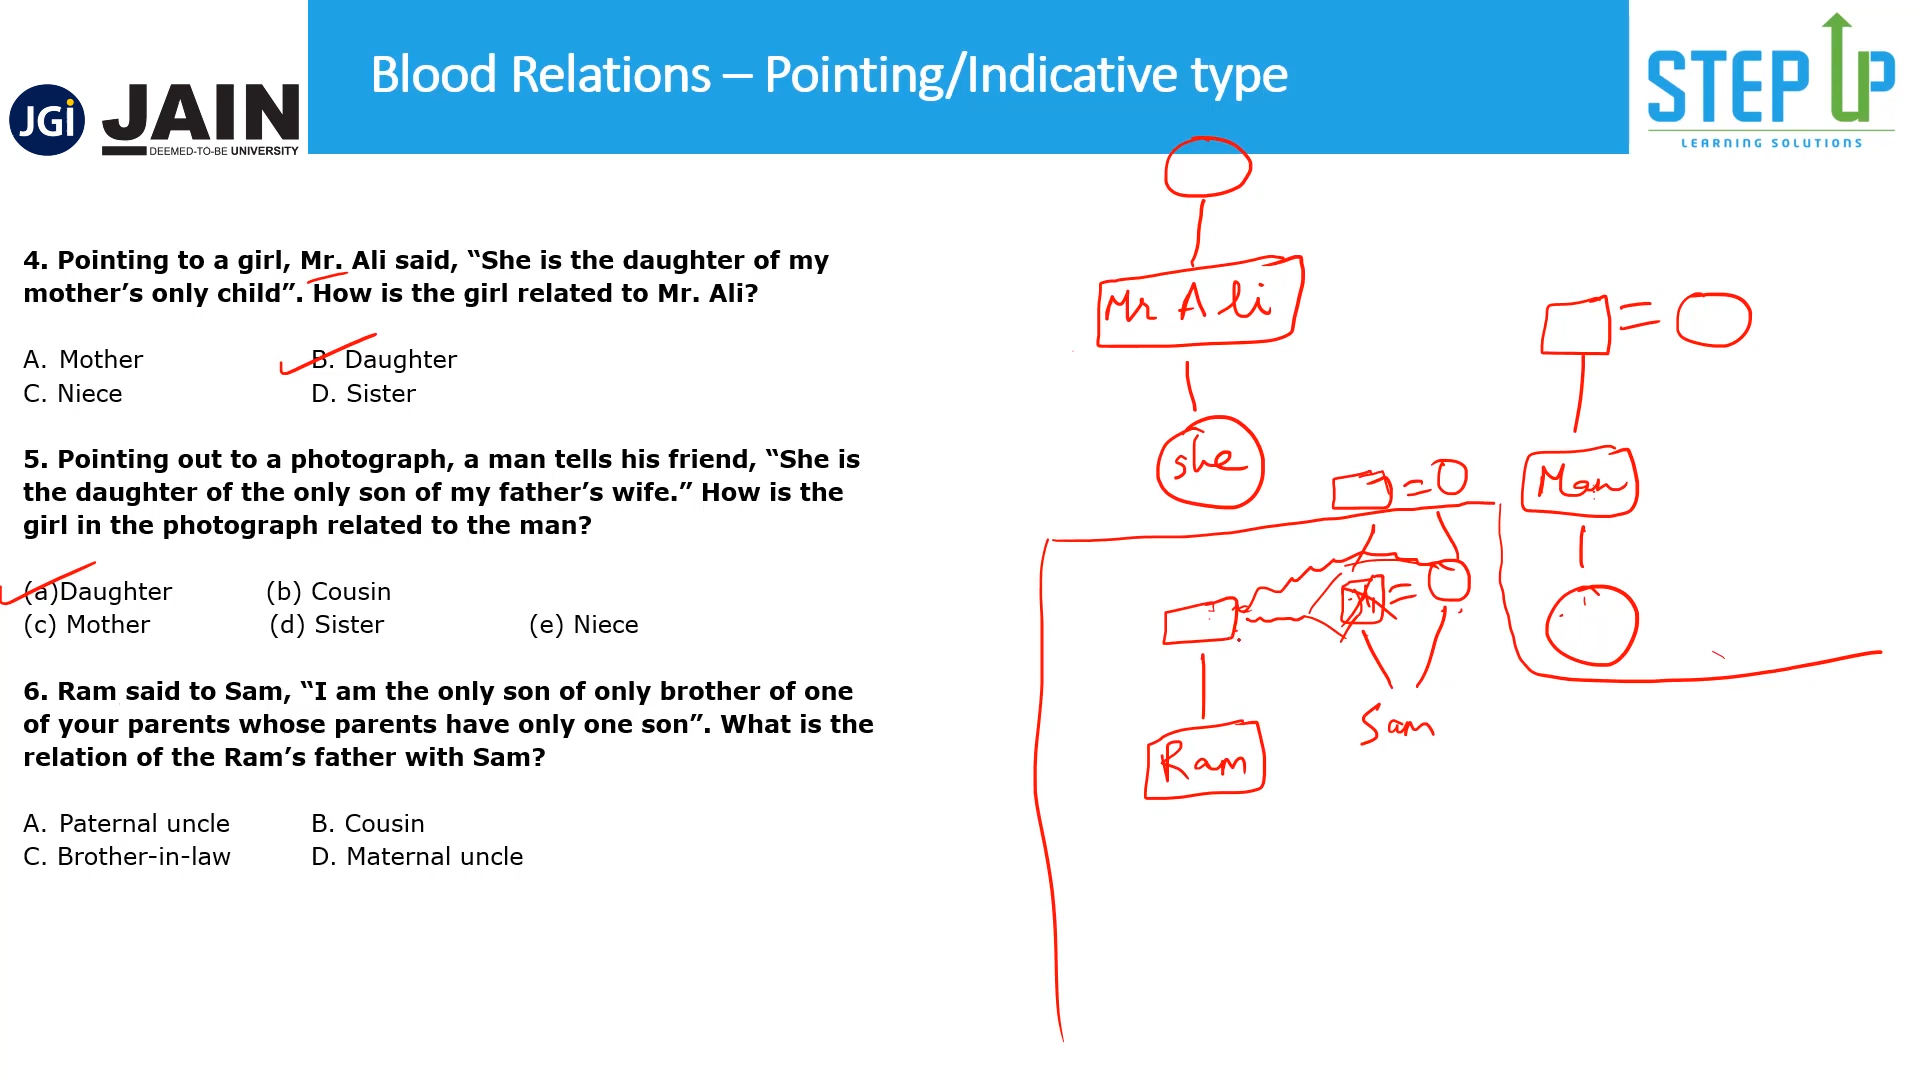 Blood Relations – Pointing/Indicative type
JGi JAIN
DEEMED-TO-BE UNIVERSITY
STEP UP
LEARNING SOLUTIONS
4. Pointing to a girl, Mr. Ali said, “She is the daughter of my
mother’s only child”. How is the girl related to Mr. Ali?
A. Mother B. Daughter
C. Niece D. Sister
5. Pointing out to a photograph, a man tells his friend, “She is
the daughter of the only son of my father’s wife.” How is the
girl in the photograph related to the man?
(a)Daughter (b) Cousin
(c) Mother (d) Sister (e) Niece
6. Ram said to Sam, “I am the only son of only brother of one
of your parents whose parents have only one son”. What is the
relation of the Ram’s father with Sam?
A. Paternal uncle B. Cousin
C. Brother-in-law D. Maternal uncle
Mr Ali
she
Man
Sam
Ram